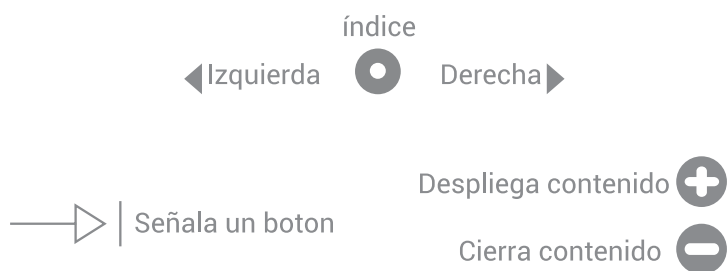 índice
Izquierda
Derecha
Despliega contenido
Señala un boton
Cierra contenido